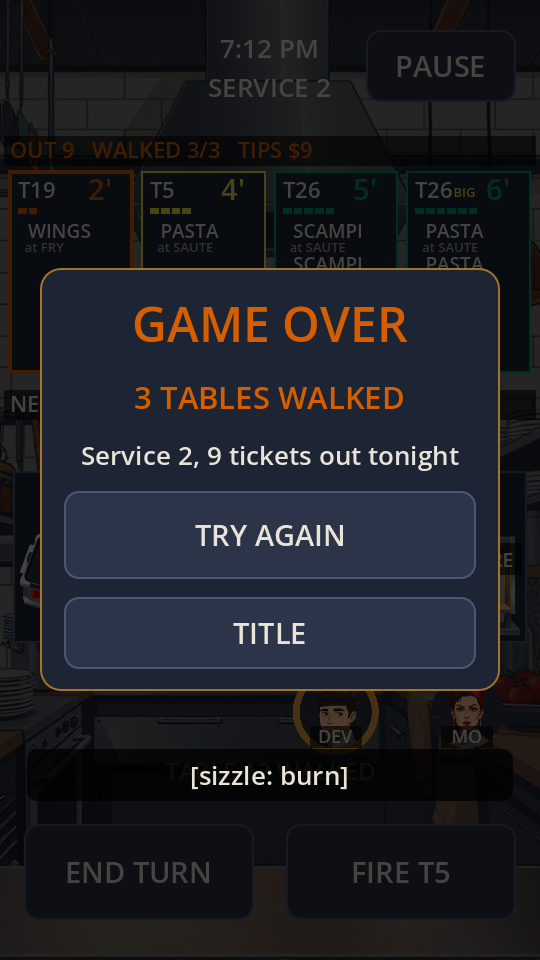 7:12 PM
SERVICE 2
PAUSE
OUT 9 WALKED 3/3 TIPS $9
T19 2'
WINGS
at FRY
T5 4'
PASTA
at SAUTE
T26 5'
SCAMPI
at SAUTE
SCAMPI
T26 BIG 6'
PASTA
at SAUTE
PASTA
NE
GAME OVER
3 TABLES WALKED
Service 2, 9 tickets out tonight
TRY AGAIN
RE
TITLE
DEV
MO
[sizzle: burn]
END TURN
FIRE T5